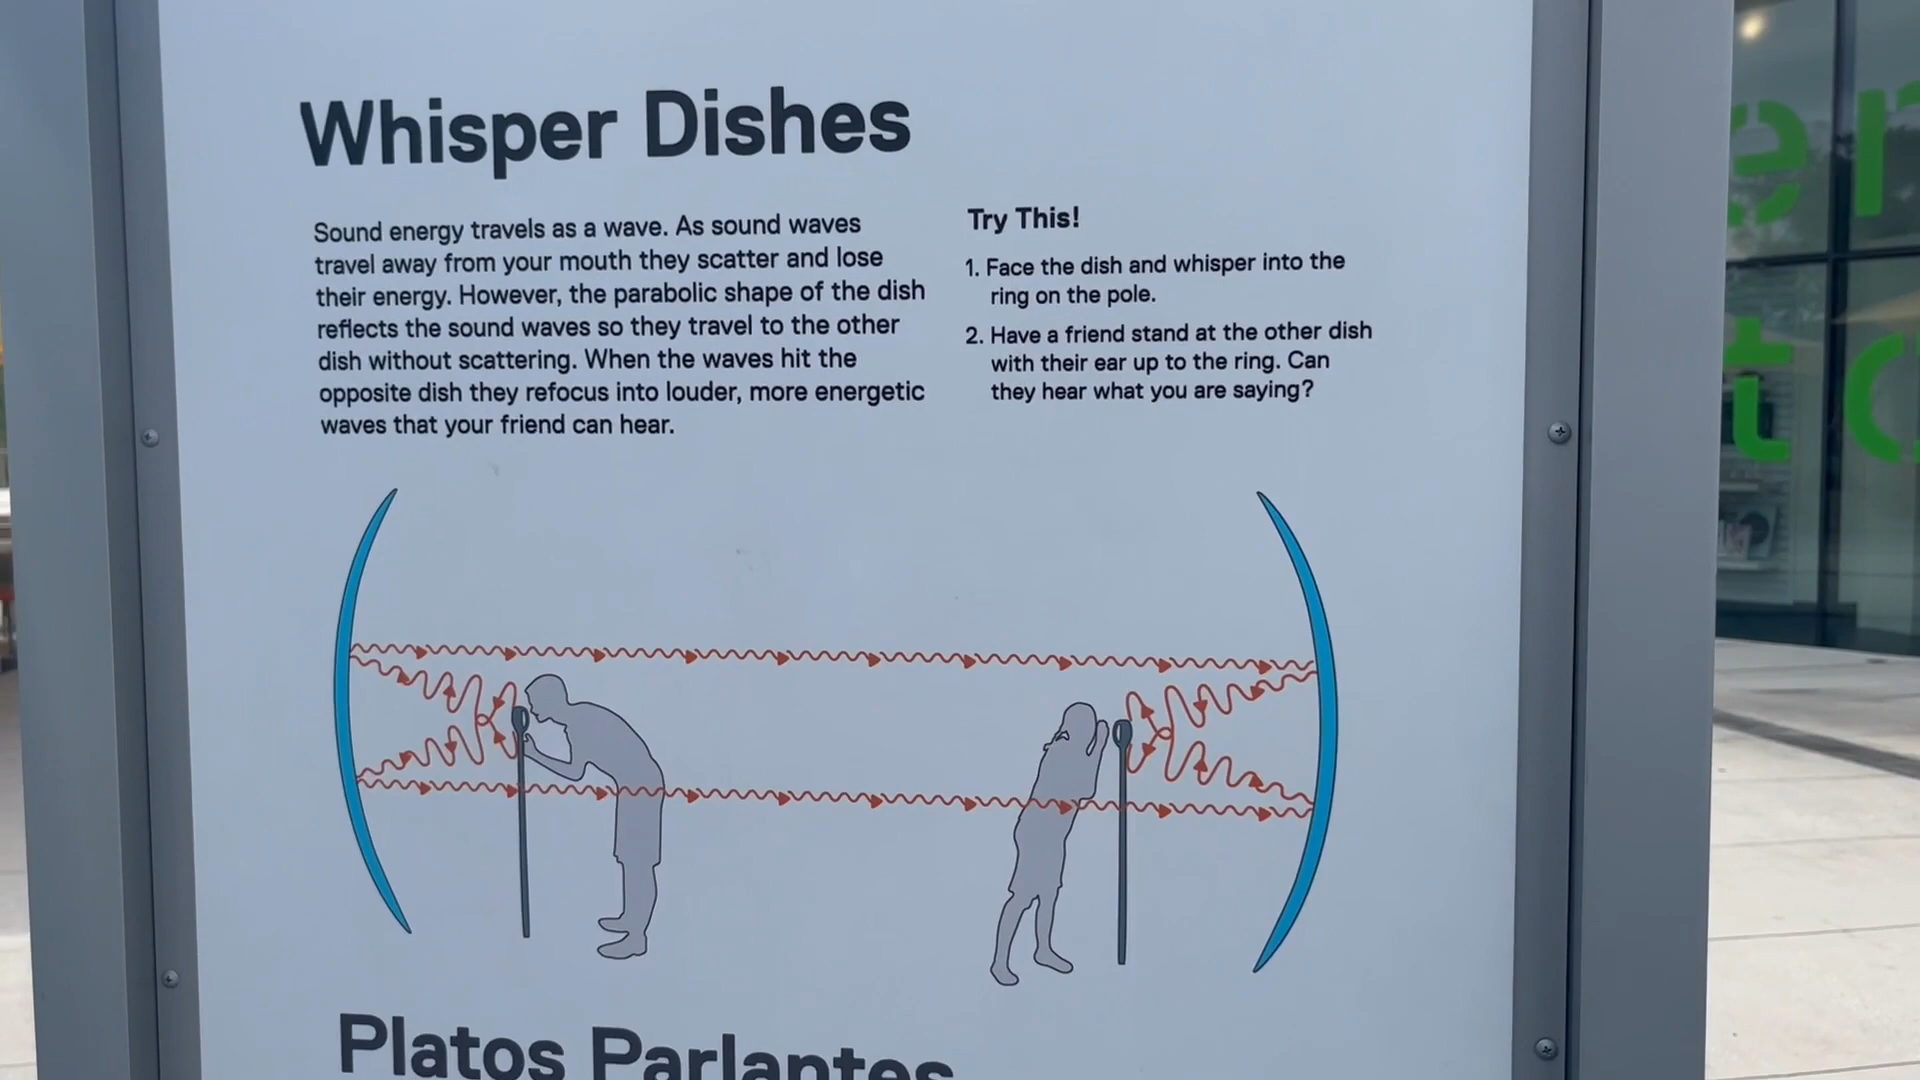 Whisper Dishes
Sound energy travels as a wave. As sound waves
travel away from your mouth they scatter and lose
their energy. However, the parabolic shape of the dish
reflects the sound waves so they travel to the other
dish without scattering. When the waves hit the
opposite dish they refocus into louder, more energetic
waves that your friend can hear.
Try This!
1. Face the dish and whisper into the
ring on the pole.
2. Have a friend stand at the other dish
with their ear up to the ring. Can
they hear what you are saying?
Platos Parlantes